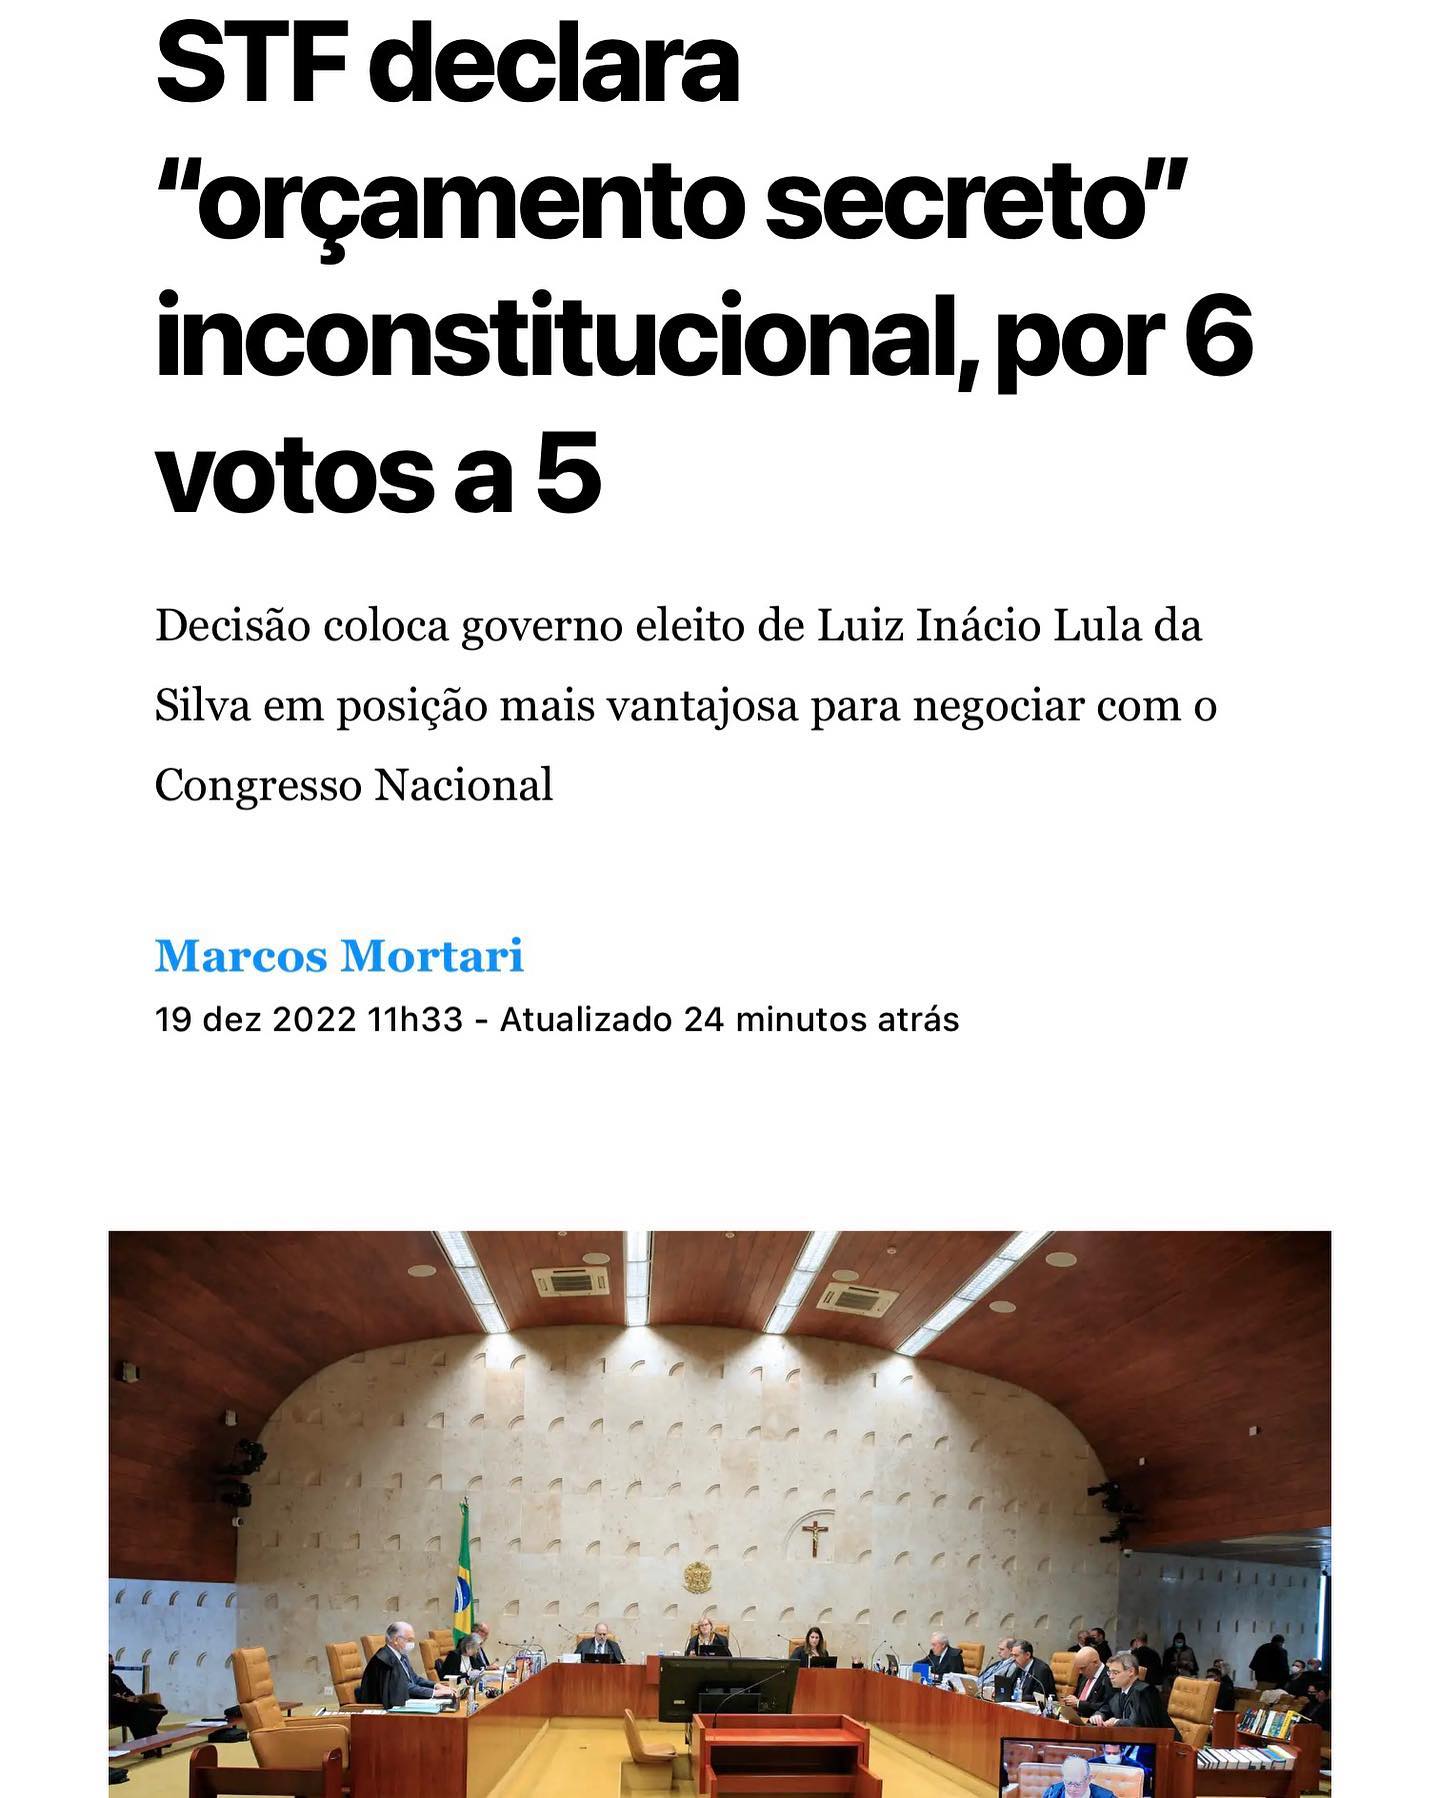 STF declara
“orçamento secreto”
inconstitucional, por 6
votos a 5
Decisão coloca governo eleito de Luiz Inácio Lula da
Silva em posição mais vantajosa para negociar com o
Congresso Nacional
Marcos Mortari
19 dez 2022 11h33 - Atualizado 24 minutos atrás